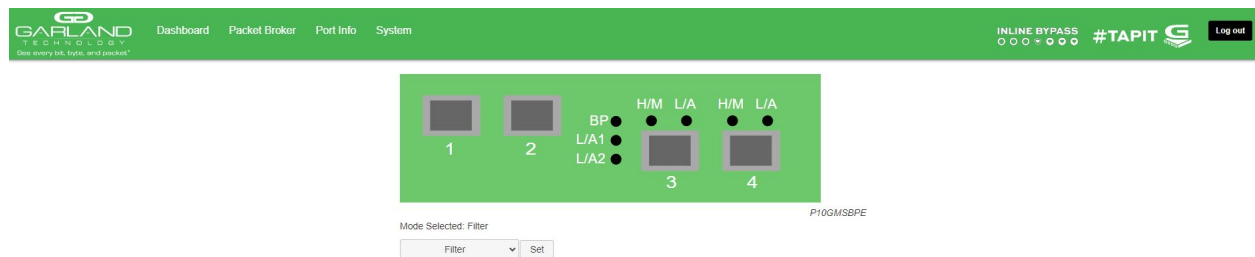 GARLAND
TECHNOLOGY
See every bit, byte, and packet®
Dashboard Packet Broker Port Info System
INLINE BYPASS
#TAPIT
Log out
H/M L/A H/M L/A
BP
L/A1
L/A2
1 2 3 4
P10GMSBPE
Mode Selected: Filter
Filter Set